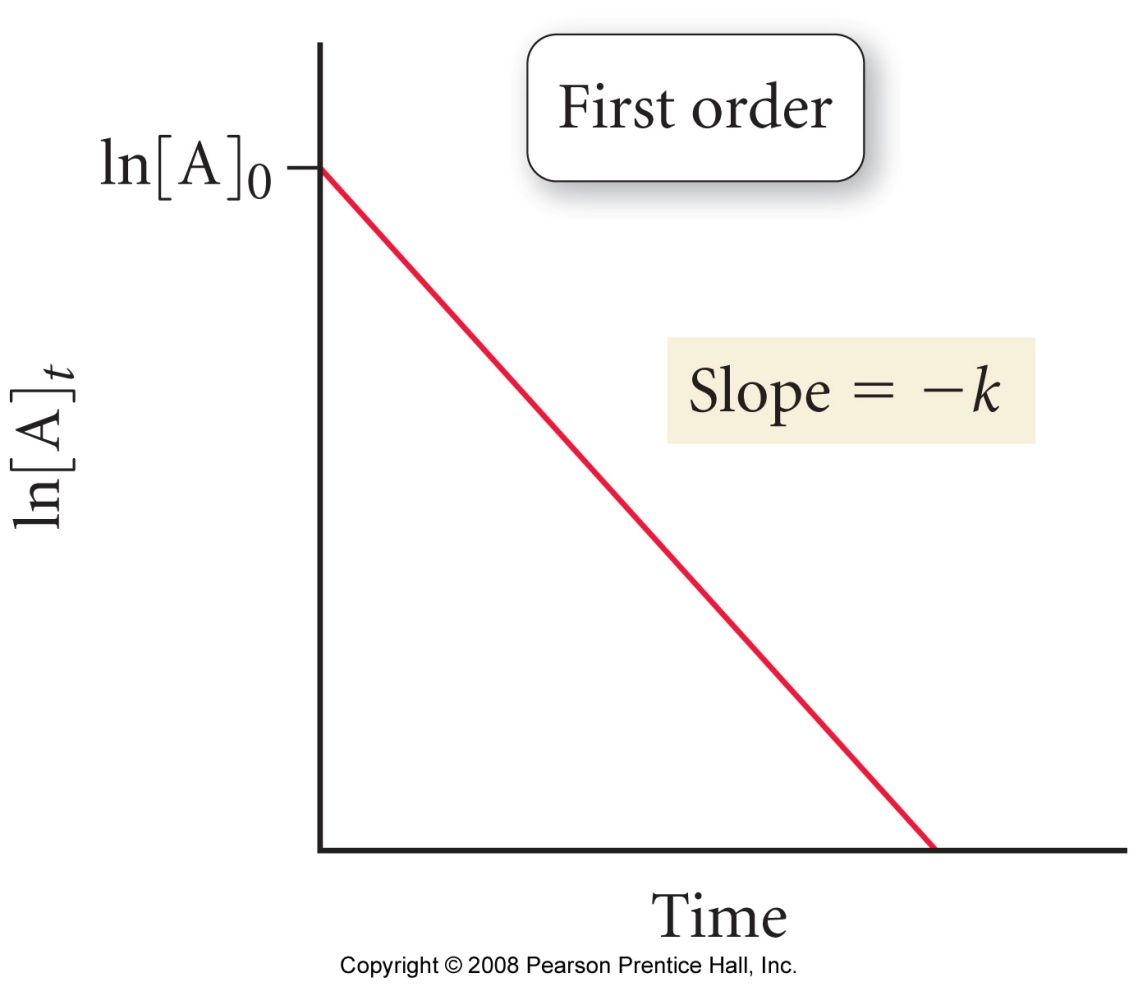 First order
ln[A]₀
Slope = −k
ln[A]ₜ
Time
Copyright © 2008 Pearson Prentice Hall, Inc.